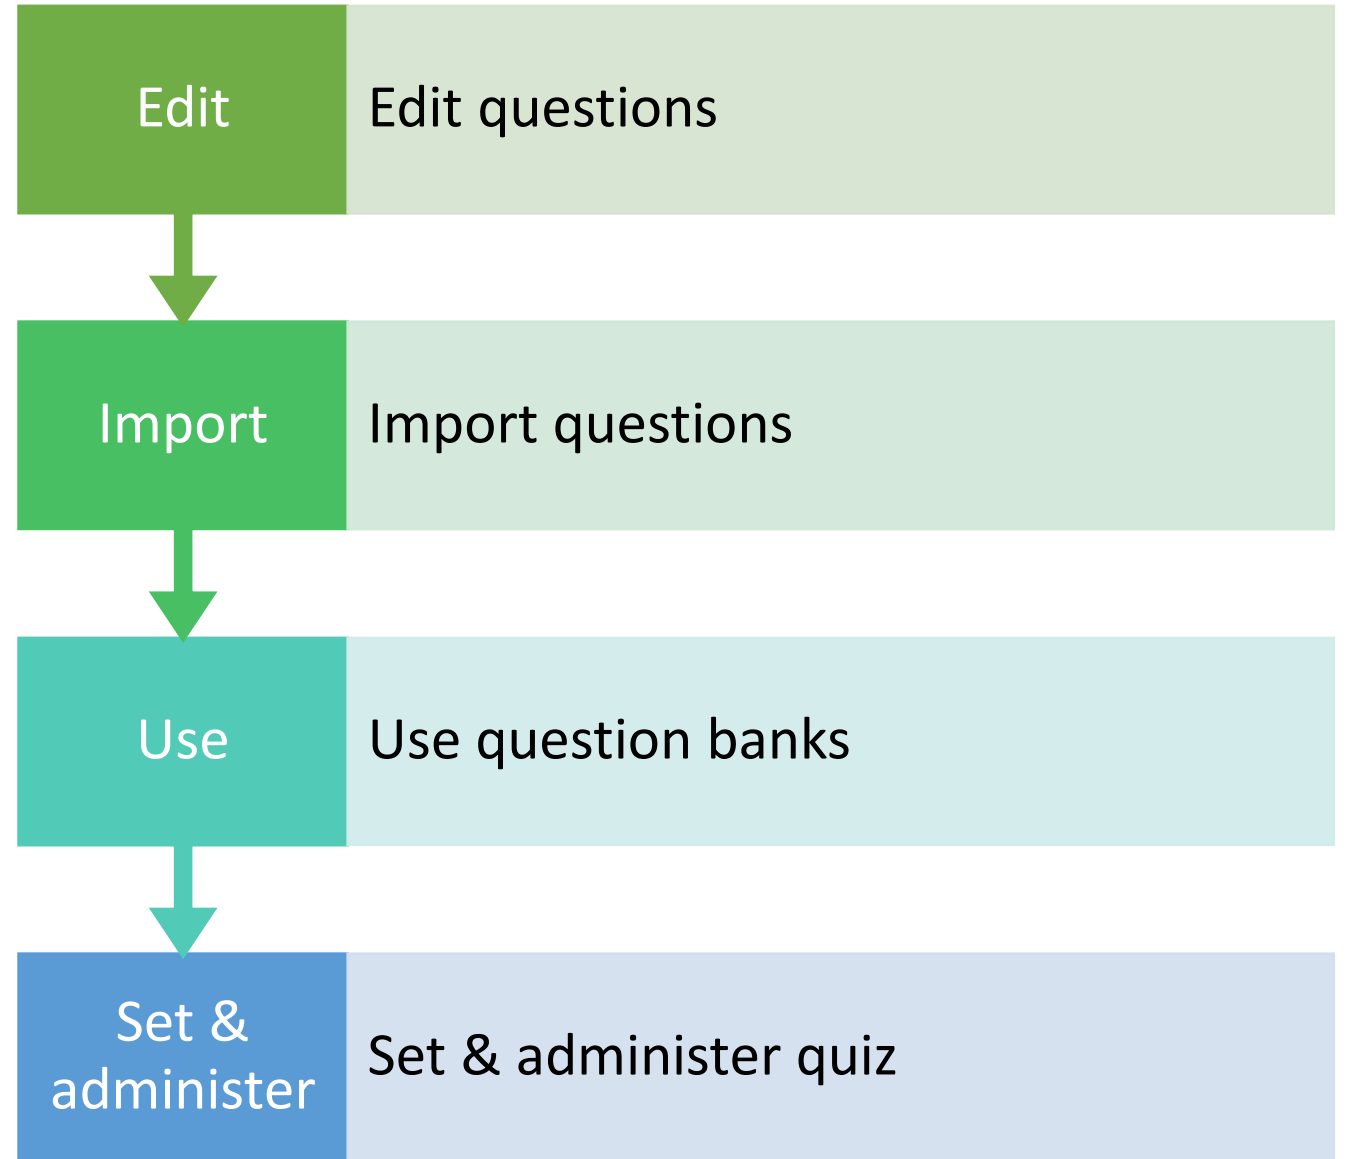 Edit
Edit questions
Import
Import questions
Use
Use question banks
Set &
administer
Set & administer quiz